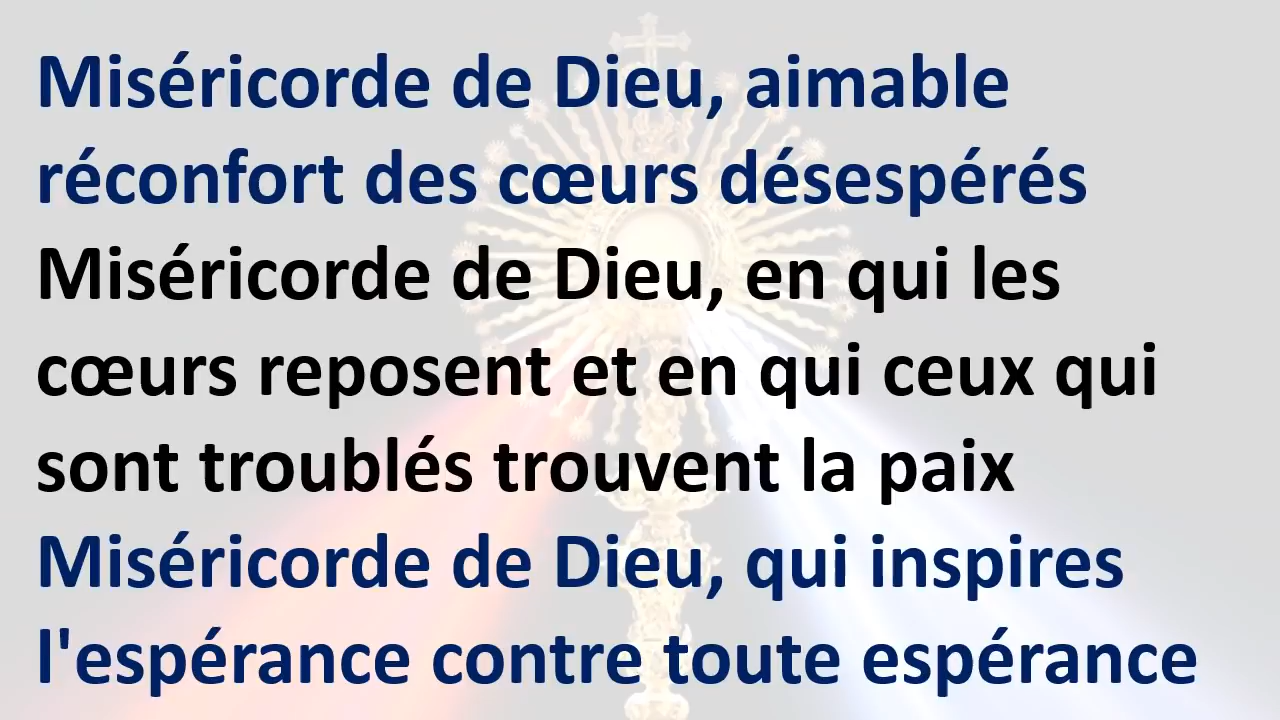 Miséricorde de Dieu, aimable
réconfort des cœurs désespérés
Miséricorde de Dieu, en qui les
cœurs reposent et en qui ceux qui
sont troublés trouvent la paix
Miséricorde de Dieu, qui inspires
l'espérance contre toute espérance